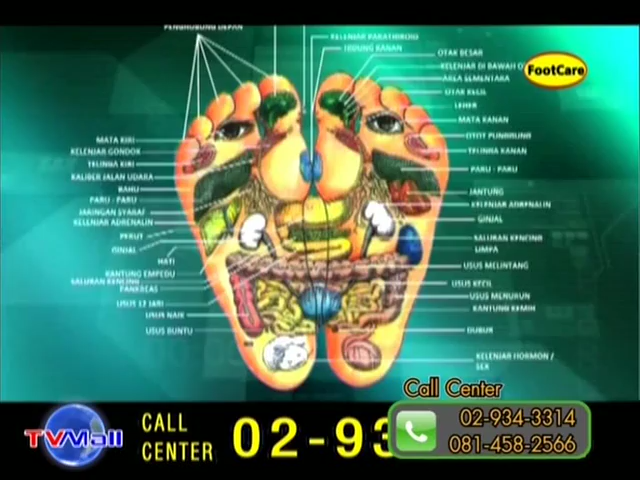 PENGHUBUNG DEPAN
KELENJAR PARATHIROID
HIDUNG KANAN
OTAK BESAR
KELENJAR DI BAWAH O
AREA SEMENTARA
OTAK KECIL
LEHER
MATA KANAN
TELINGA KANAN
PARU - PARU
JANTUNG
KELENJAR ADRENALIN
GINJAL
SALURAN KENCING
LIMPA
USUS MELINTANG
USUS KECIL
USUS MENURUN
KANTUNG KEMIH
DUBUR
KELENJAR HORMON /
SEX
MATA KIRI
KELENJAR GONDOK
TELINGA KIRI
KALIBER JALAN UDARA
BAHU
PARU - PARU
JARINGAN SYARAF
KELENJAR ADRENALIN
PERUT
GINJAL
HATI
KANTUNG EMPEDU
SALURAN KENCING
PANKREAS
USUS 12 JARI
USUS NAIK
USUS BUNTU
FootCare
Call Center
02-934-3314
081-458-2566
TVMall
CALL
CENTER
02-93